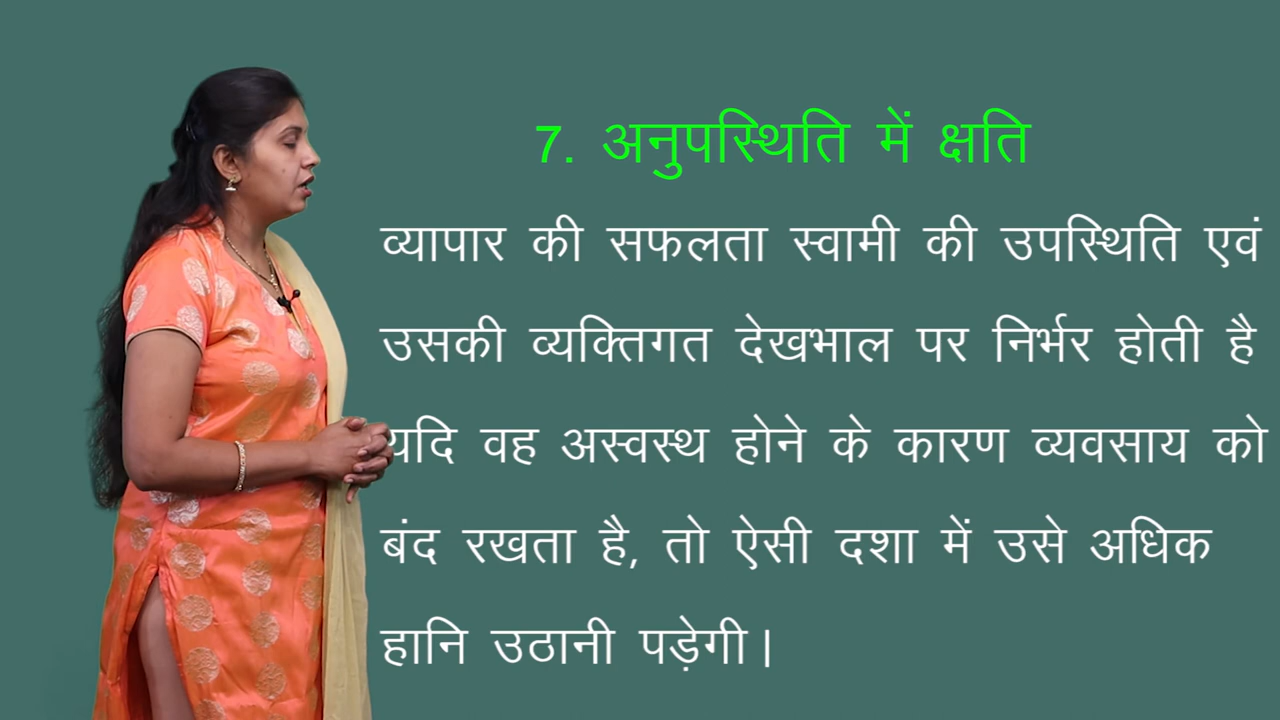 7. अनुपस्थिति में क्षति
व्यापार की सफलता स्वामी की उपस्थिति एवं
उसकी व्यक्तिगत देखभाल पर निर्भर होती है
यदि वह अस्वस्थ होने के कारण व्यवसाय को
बंद रखता है, तो ऐसी दशा में उसे अधिक
हानि उठानी पड़ेगी।